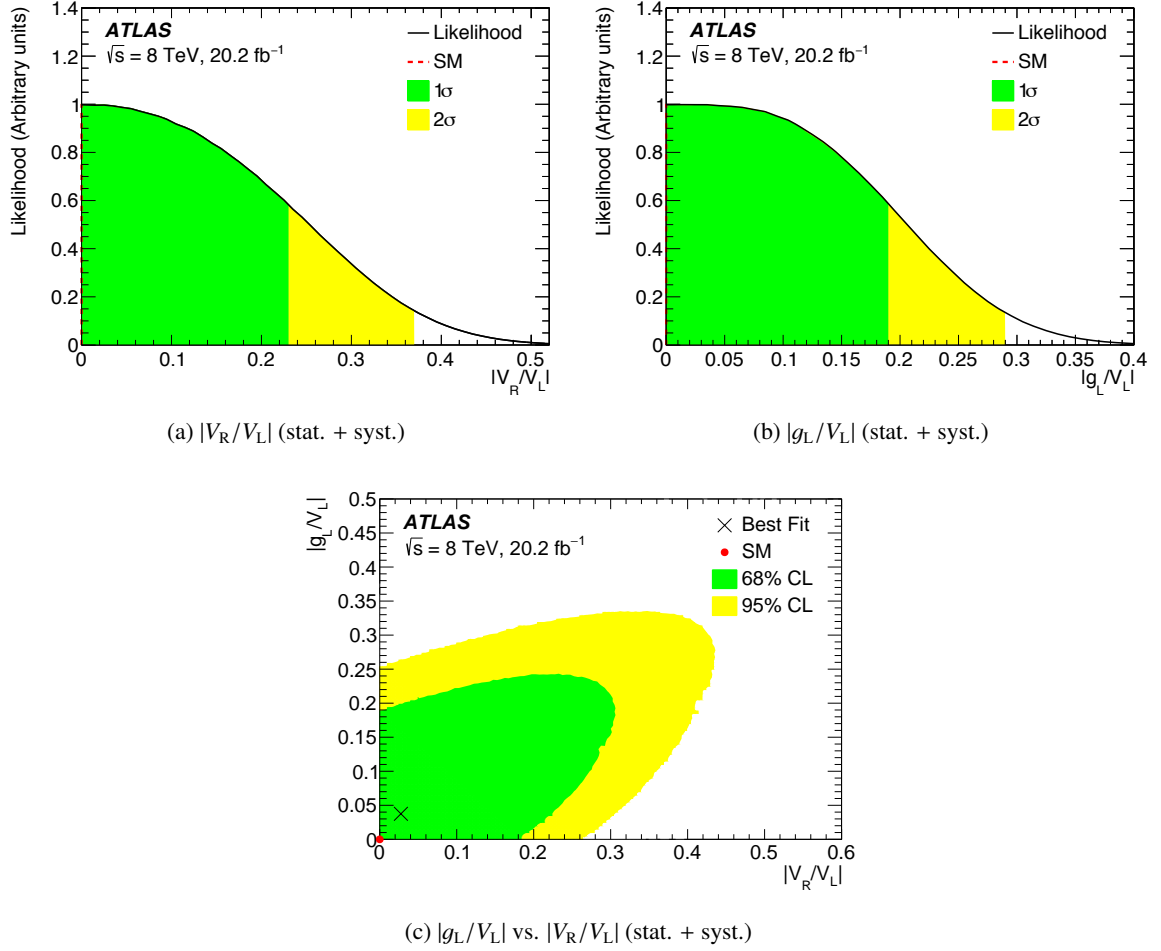 ATLAS
√s = 8 TeV, 20.2 fb⁻¹
Likelihood
SM
1σ
2σ
Likelihood (Arbitrary units)
1.4
1.2
1
0.8
0.6
0.4
0.2
0
0 0.1 0.2 0.3 0.4 0.5
|V_R/V_L|
(a) |V_R/V_L| (stat. + syst.)
ATLAS
√s = 8 TeV, 20.2 fb⁻¹
Likelihood
SM
1σ
2σ
Likelihood (Arbitrary units)
1.4
1.2
1
0.8
0.6
0.4
0.2
0
0 0.05 0.1 0.15 0.2 0.25 0.3 0.35 0.4
|g_L/V_L|
(b) |g_L/V_L| (stat. + syst.)
ATLAS
√s = 8 TeV, 20.2 fb⁻¹
Best Fit
SM
68% CL
95% CL
|g_L/V_L|
0.5
0.45
0.4
0.35
0.3
0.25
0.2
0.15
0.1
0.05
0
0 0.1 0.2 0.3 0.4 0.5 0.6
|V_R/V_L|
(c) |g_L/V_L| vs. |V_R/V_L| (stat. + syst.)